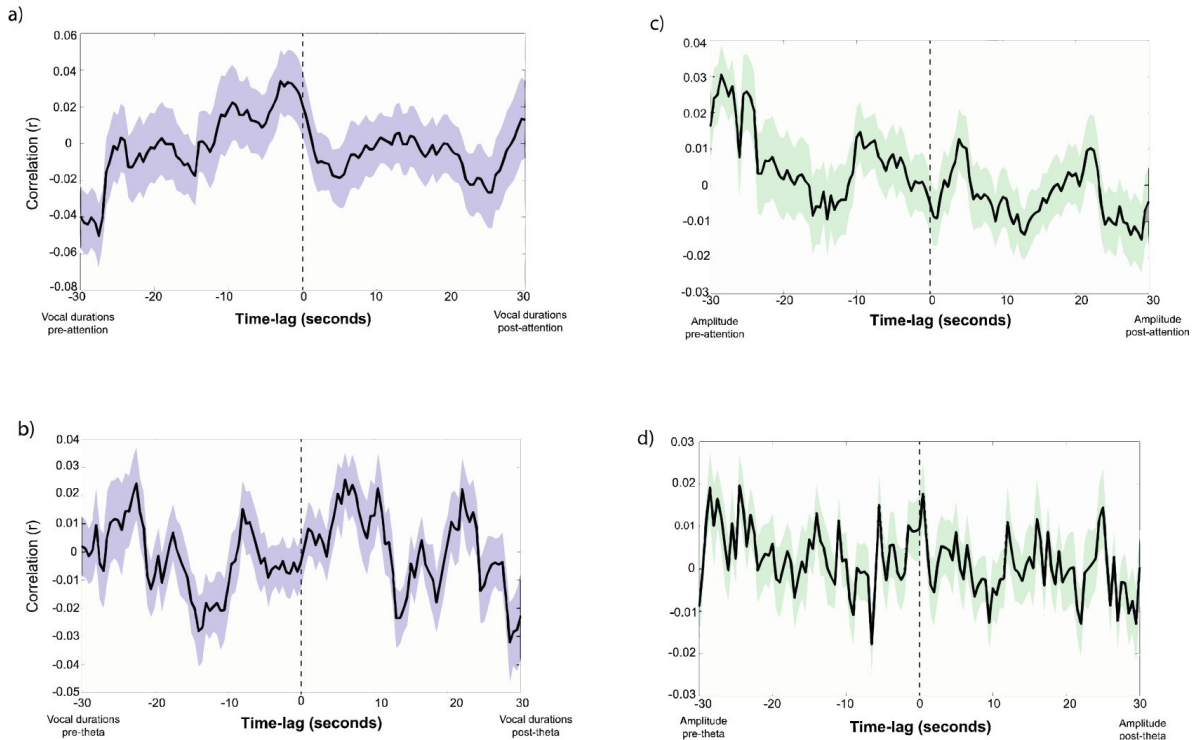 a)
0.06
0.04
0.02
0
-0.02
-0.04
-0.06
0.08
Correlation (r)
-30
-20
-10
0
10
20
30
Vocal durations
pre-attention
Time-lag (seconds)
Vocal durations
post-attention
c)
0.04
0.03
0.02
0.01
0
-0.01
-0.02
-0.03
-30
-10
0
10
20
30
Amplitude
pre-attention
Time-lag (seconds)
Amplitude
post-attention
b)
0.04
0.03
0.02
0.01
0
-0.01
-0.02
-0.03
-0.04
-0.05
Correlation (r)
-30
-20
-10
0
10
20
30
Vocal durations
pre-theta
Time-lag (seconds)
Vocal durations
post-theta
d)
0.03
0.02
0.01
0
-0.01
-0.02
-0.03
-30
-20
-10
0
10
20
30
Amplitude
pre-theta
Time-lag (seconds)
Amplitude
post-theta